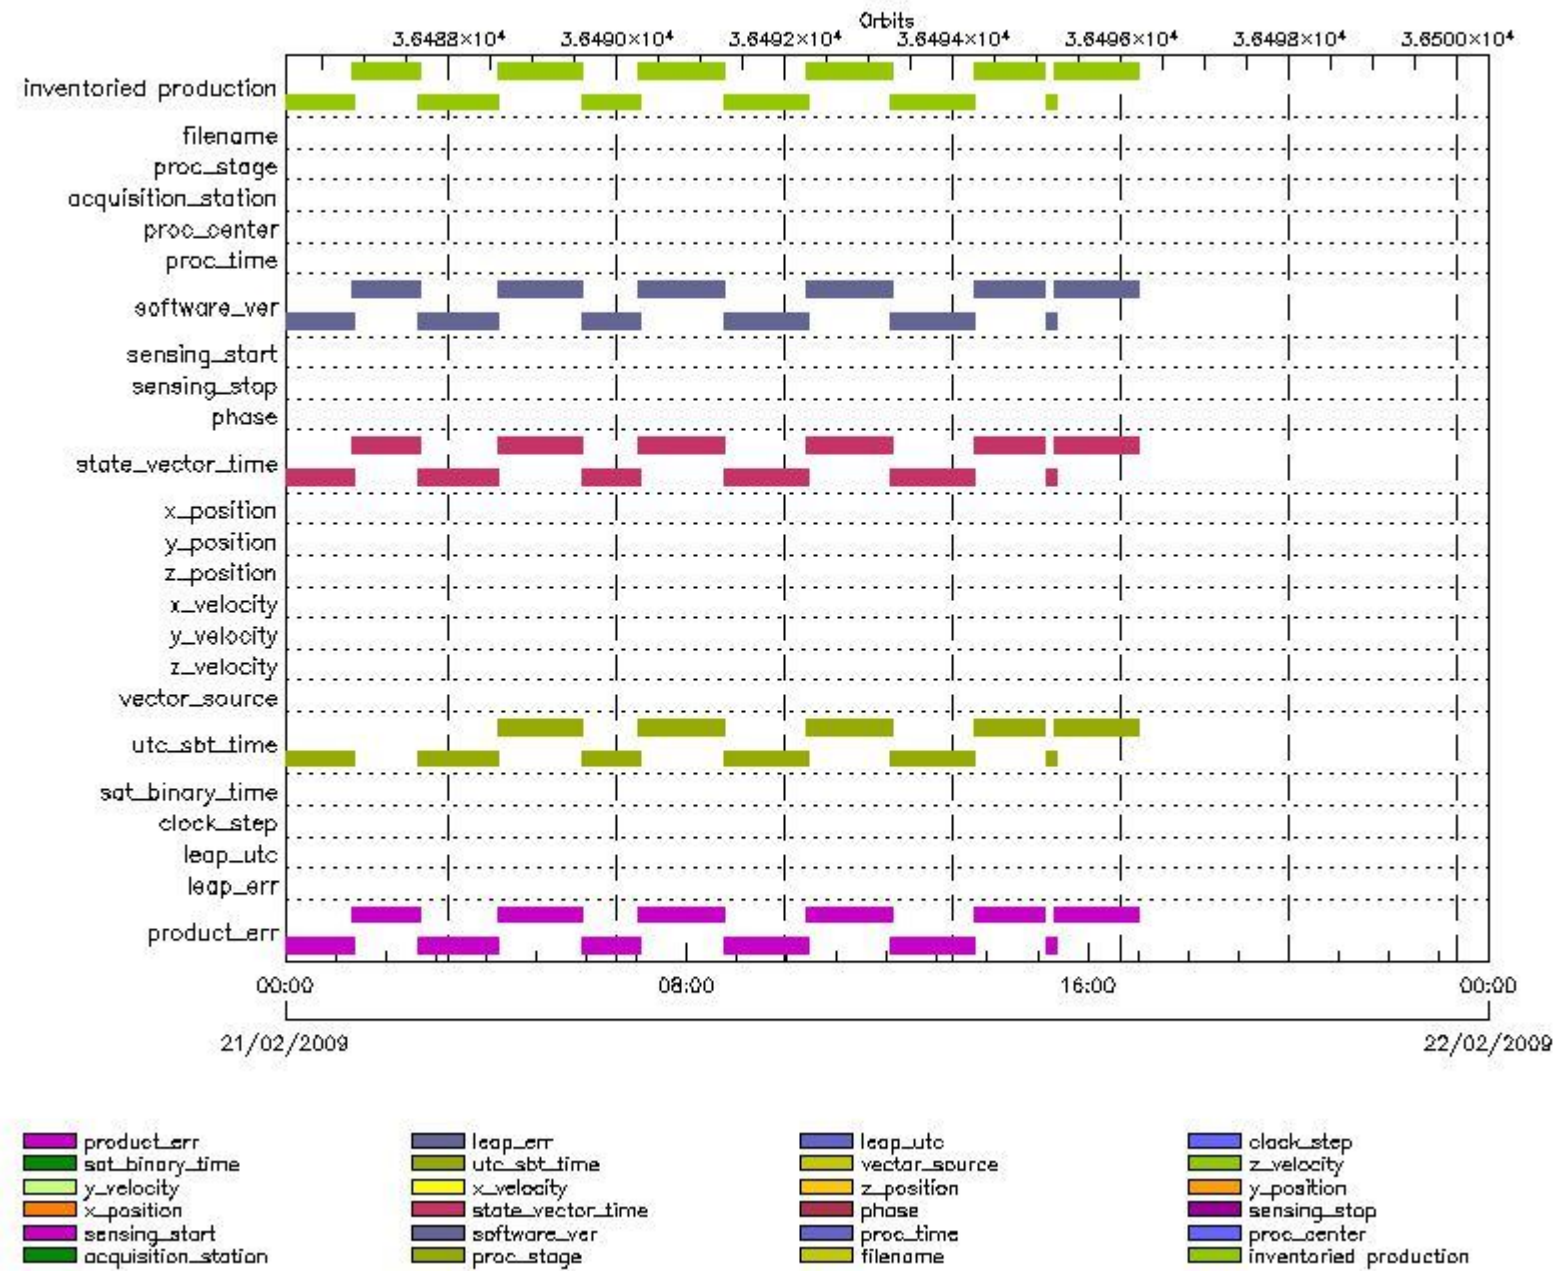 Orbits
3.6488×10⁴ 3.6490×10⁴ 3.6492×10⁴ 3.6494×10⁴ 3.6496×10⁴ 3.6498×10⁴ 3.6500×10⁴
inventoried production
filename
proc_stage
acquisition_station
proc_center
proc_time
software_ver
sensing_start
sensing_stop
phase
state_vector_time
x_position
y_position
z_position
x_velocity
y_velocity
z_velocity
vector_source
utc_sbt_time
sat_binary_time
clock_step
leap_utc
leap_err
product_err
00:00 08:00 16:00 00:00
21/02/2009 22/02/2009
product_err leap_err leap_utc clock_step
sat_binary_time utc_sbt_time vector_source z_velocity
y_velocity x_velocity z_position y_position
x_position state_vector_time phase sensing_stop
sensing_start software_ver proc_time proc_center
acquisition_station proc_stage filename inventoried production